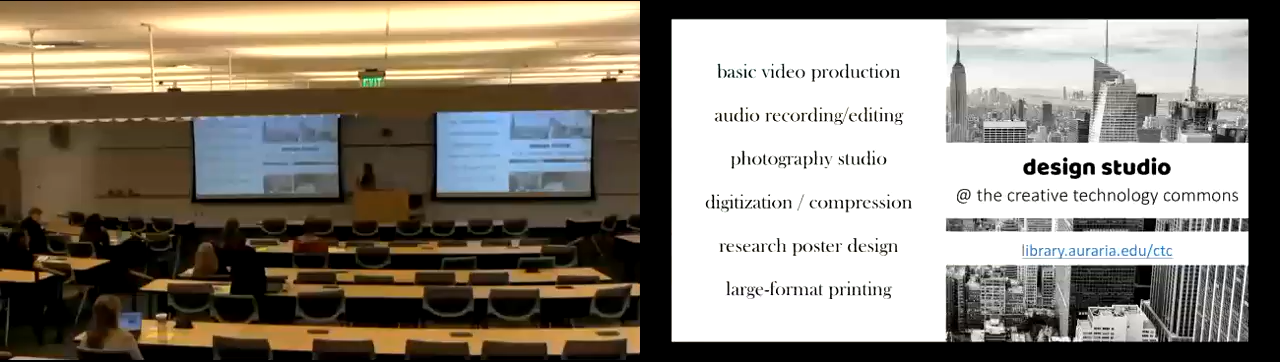 EXIT
basic video production
audio recording/editing
photography studio
digitization / compression
research poster design
large-format printing
design studio
@ the creative technology commons
library.auraria.edu/ctc